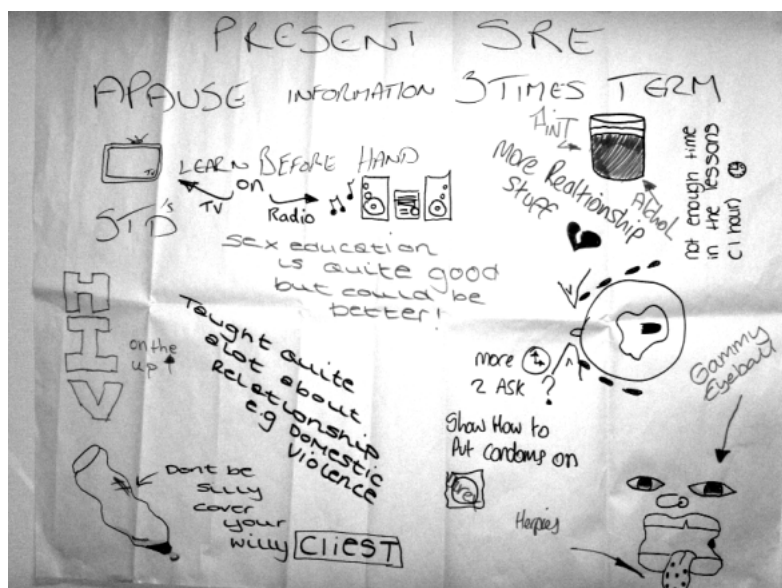 PRESENT SRE
APAUSE INFORMATION 3 TIMES TERM
PiNT
Alchol
not enough time
in the lessons
(1 hour)
TV
LEARN BEFORE HAND
on
TV
Radio
More Realtionship
Stuff
STD's
Sex education
is quite good
but could be
better!
HIV
on the
up
Taught quite
alot about
Relationship
e.g Domestic
Violence
more
2 ASK ?
Gammy
Eyeball
Show How to
Put condoms on
Dont be
silly
cover
your
willy
Herpies